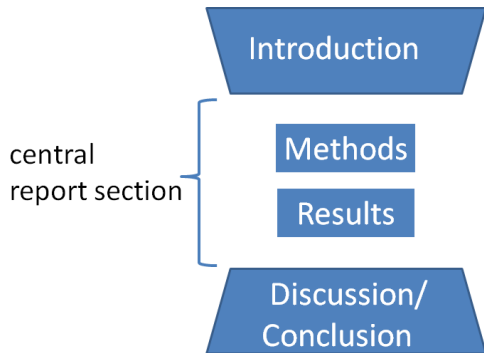 Introduction
central
report section
Methods
Results
Discussion/
Conclusion